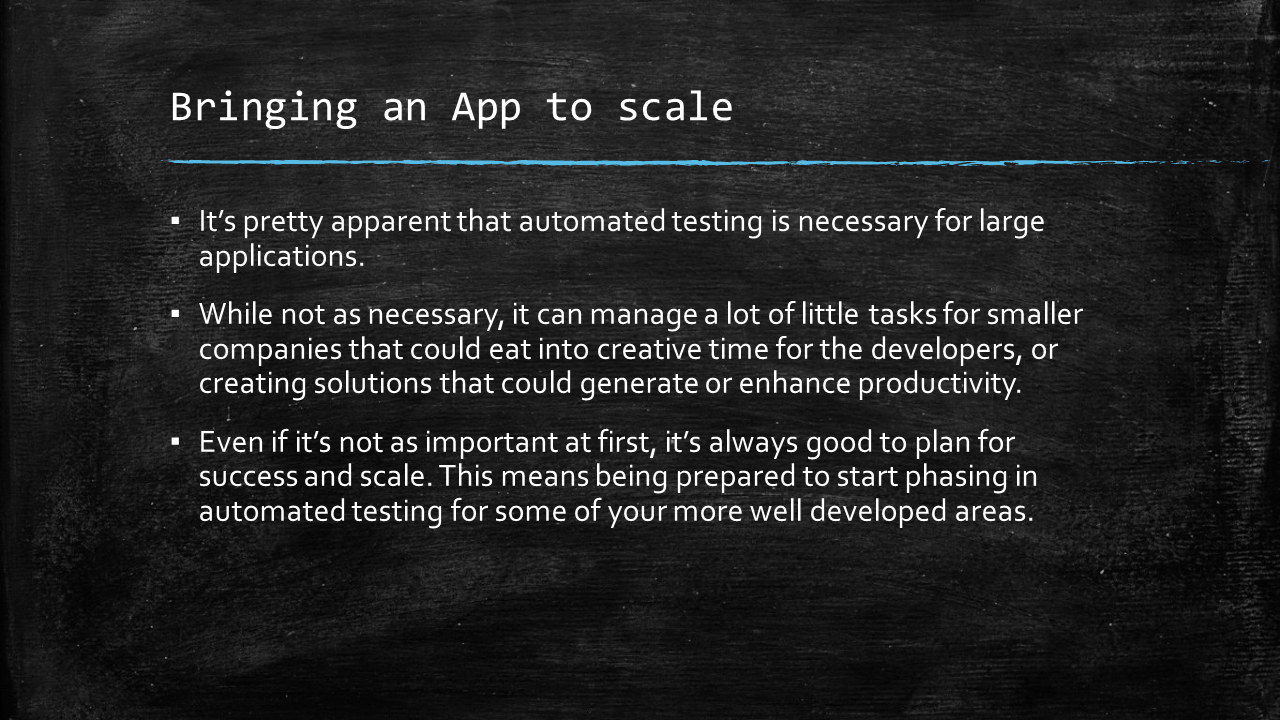 Bringing an App to scale
▪ It’s pretty apparent that automated testing is necessary for large
applications.
▪ While not as necessary, it can manage a lot of little tasks for smaller
companies that could eat into creative time for the developers, or
creating solutions that could generate or enhance productivity.
▪ Even if it’s not as important at first, it’s always good to plan for
success and scale. This means being prepared to start phasing in
automated testing for some of your more well developed areas.